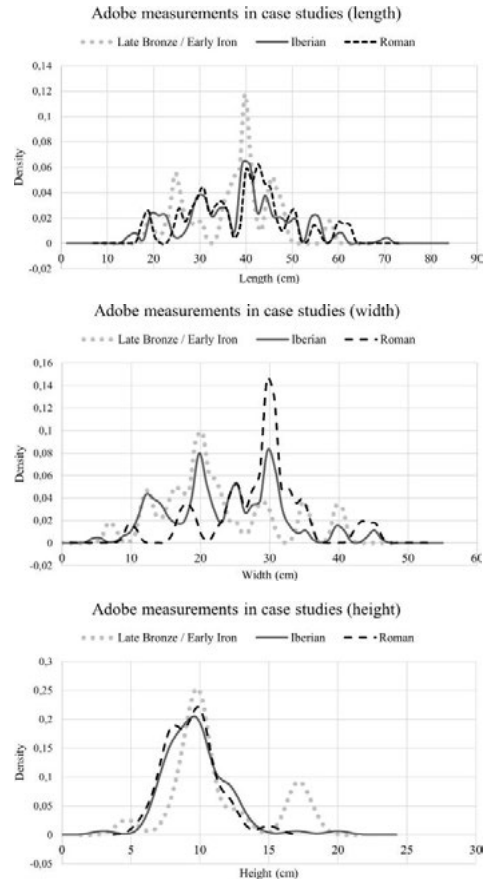 Adobe measurements in case studies (length)
Late Bronze / Early Iron Iberian Roman
0,14
0,12
0,1
0,08
0,06
0,04
0,02
0
-0,02
Density
0 10 20 30 40 50 60 70 80 90
Length (cm)
Adobe measurements in case studies (width)
Late Bronze / Early Iron Iberian Roman
0,16
0,14
0,12
0,1
0,08
0,06
0,04
0,02
0
-0,02
Density
0 10 20 30 40 50 60
Width (cm)
Adobe measurements in case studies (height)
Late Bronze / Early Iron Iberian Roman
0,3
0,25
0,2
0,15
0,1
0,05
0
-0,05
Density
0 5 10 15 20 25 30
Height (cm)